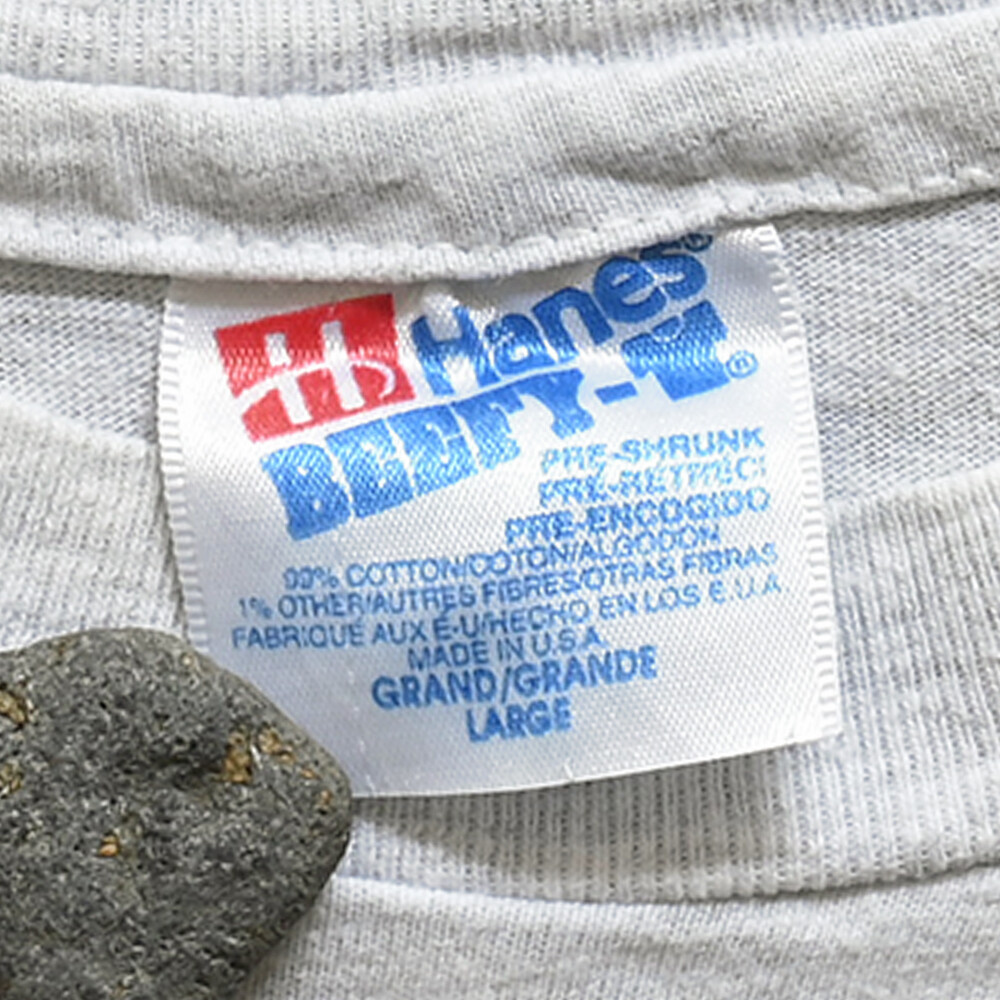 Hanes®
BEEFY-T®
PRE-SHRUNK
PRÉ-RÉTRÉCI
PRE-ENCOGIDO
99% COTTON/COTON/ALGODON
1% OTHER/AUTRES FIBRES/OTRAS FIBRAS
FABRIQUÉ AUX É-U/HECHO EN LOS E.U.A
MADE IN U.S.A.
GRAND/GRANDE
LARGE